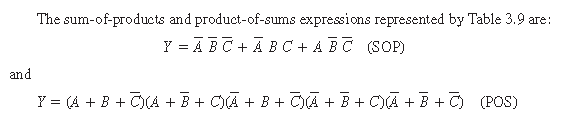 The sum-of-products and product-of-sums expressions represented by Table 3.9 are:
Y = A̅ B̅ C̅ + A̅ B C + A B̅ C̅ (SOP)
and
Y = (A + B + C̅)(A + B̅ + C)(A̅ + B + C̅)(A̅ + B̅ + C)(A̅ + B̅ + C̅) (POS)